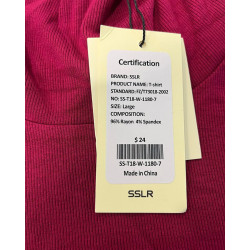 Certification
BRAND: SSLR
PRODUCT NAME: T-shirt
STANDARD: FZ/T73018-2002
NO: SS-T18-W-1180-7
SIZE: Large
COMPOSITION:
96% Rayon 4% Spandex
$ 24
SS-T18-W-1180-7
Made in China
SSLR